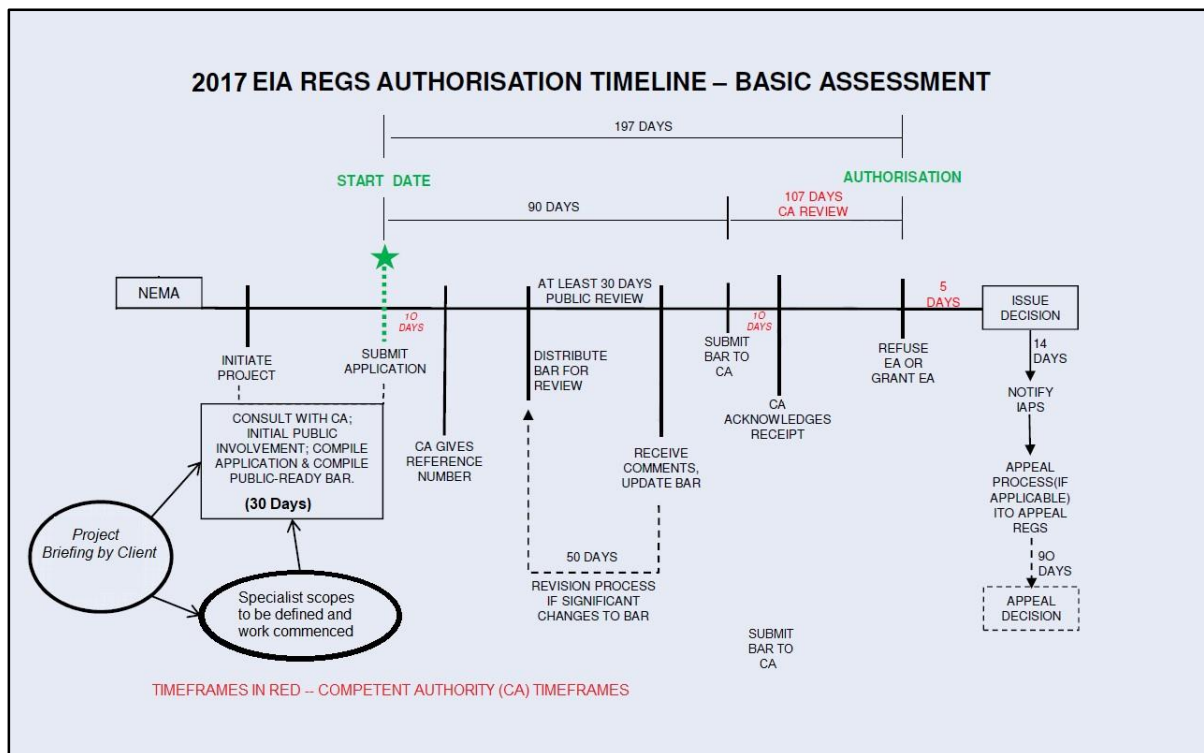 2017 EIA REGS AUTHORISATION TIMELINE – BASIC ASSESSMENT
197 DAYS
START DATE
AUTHORISATION
90 DAYS
107 DAYS
CA REVIEW
NEMA
10
DAYS
AT LEAST 30 DAYS
PUBLIC REVIEW
10
DAYS
5
DAYS
ISSUE
DECISION
INITIATE
PROJECT
SUBMIT
APPLICATION
CA GIVES
REFERENCE
NUMBER
DISTRIBUTE
BAR FOR
REVIEW
RECEIVE
COMMENTS,
UPDATE BAR
SUBMIT
BAR TO
CA
CA
ACKNOWLEDGES
RECEIPT
REFUSE
EA OR
GRANT EA
14
DAYS
NOTIFY
IAPS
APPEAL
PROCESS(IF
APPLICABLE)
ITO APPEAL
REGS
90
DAYS
APPEAL
DECISION
CONSULT WITH CA;
INITIAL PUBLIC
INVOLVEMENT; COMPILE
APPLICATION & COMPILE
PUBLIC-READY BAR.
(30 Days)
Project
Briefing by Client
Specialist scopes
to be defined and
work commenced
50 DAYS
REVISION PROCESS
IF SIGNIFICANT
CHANGES TO BAR
SUBMIT
BAR TO
CA
TIMEFRAMES IN RED -- COMPETENT AUTHORITY (CA) TIMEFRAMES